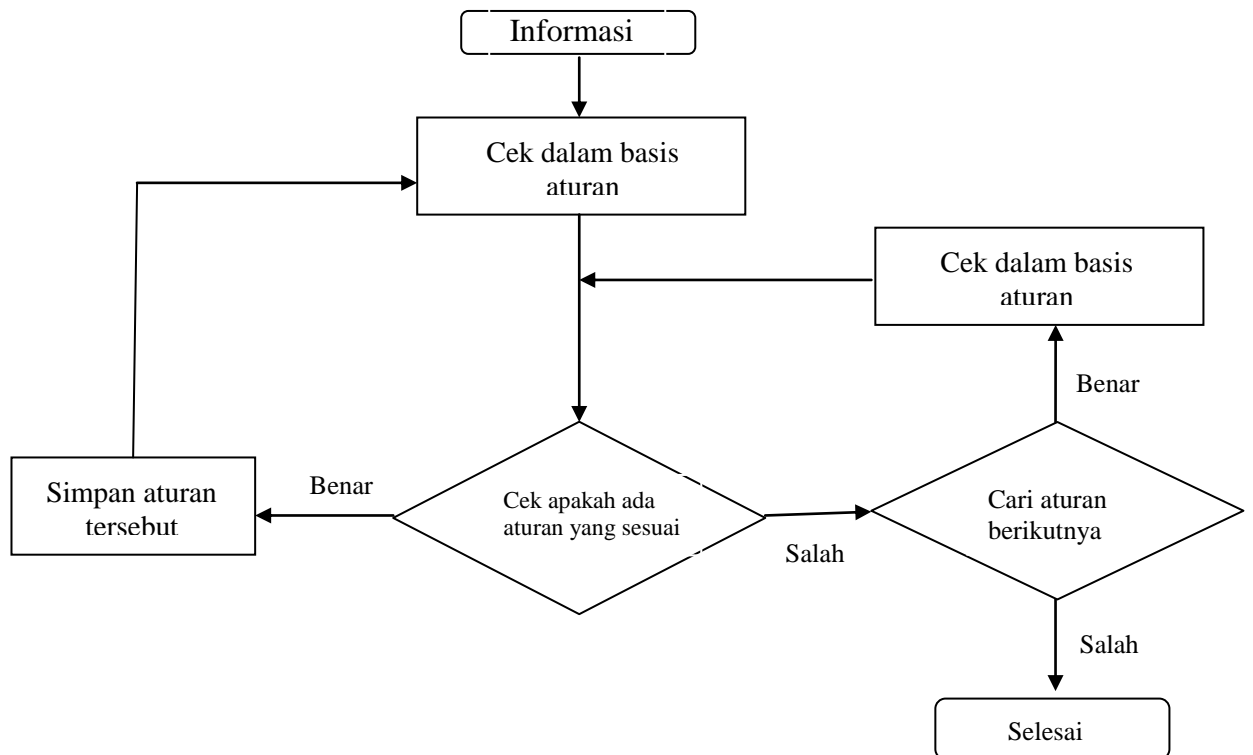 Informasi
Cek dalam basis
aturan
Cek dalam basis
aturan
Benar
Simpan aturan
tersebut
Benar
Cek apakah ada
aturan yang sesuai
Salah
Cari aturan
berikutnya
Salah
Selesai